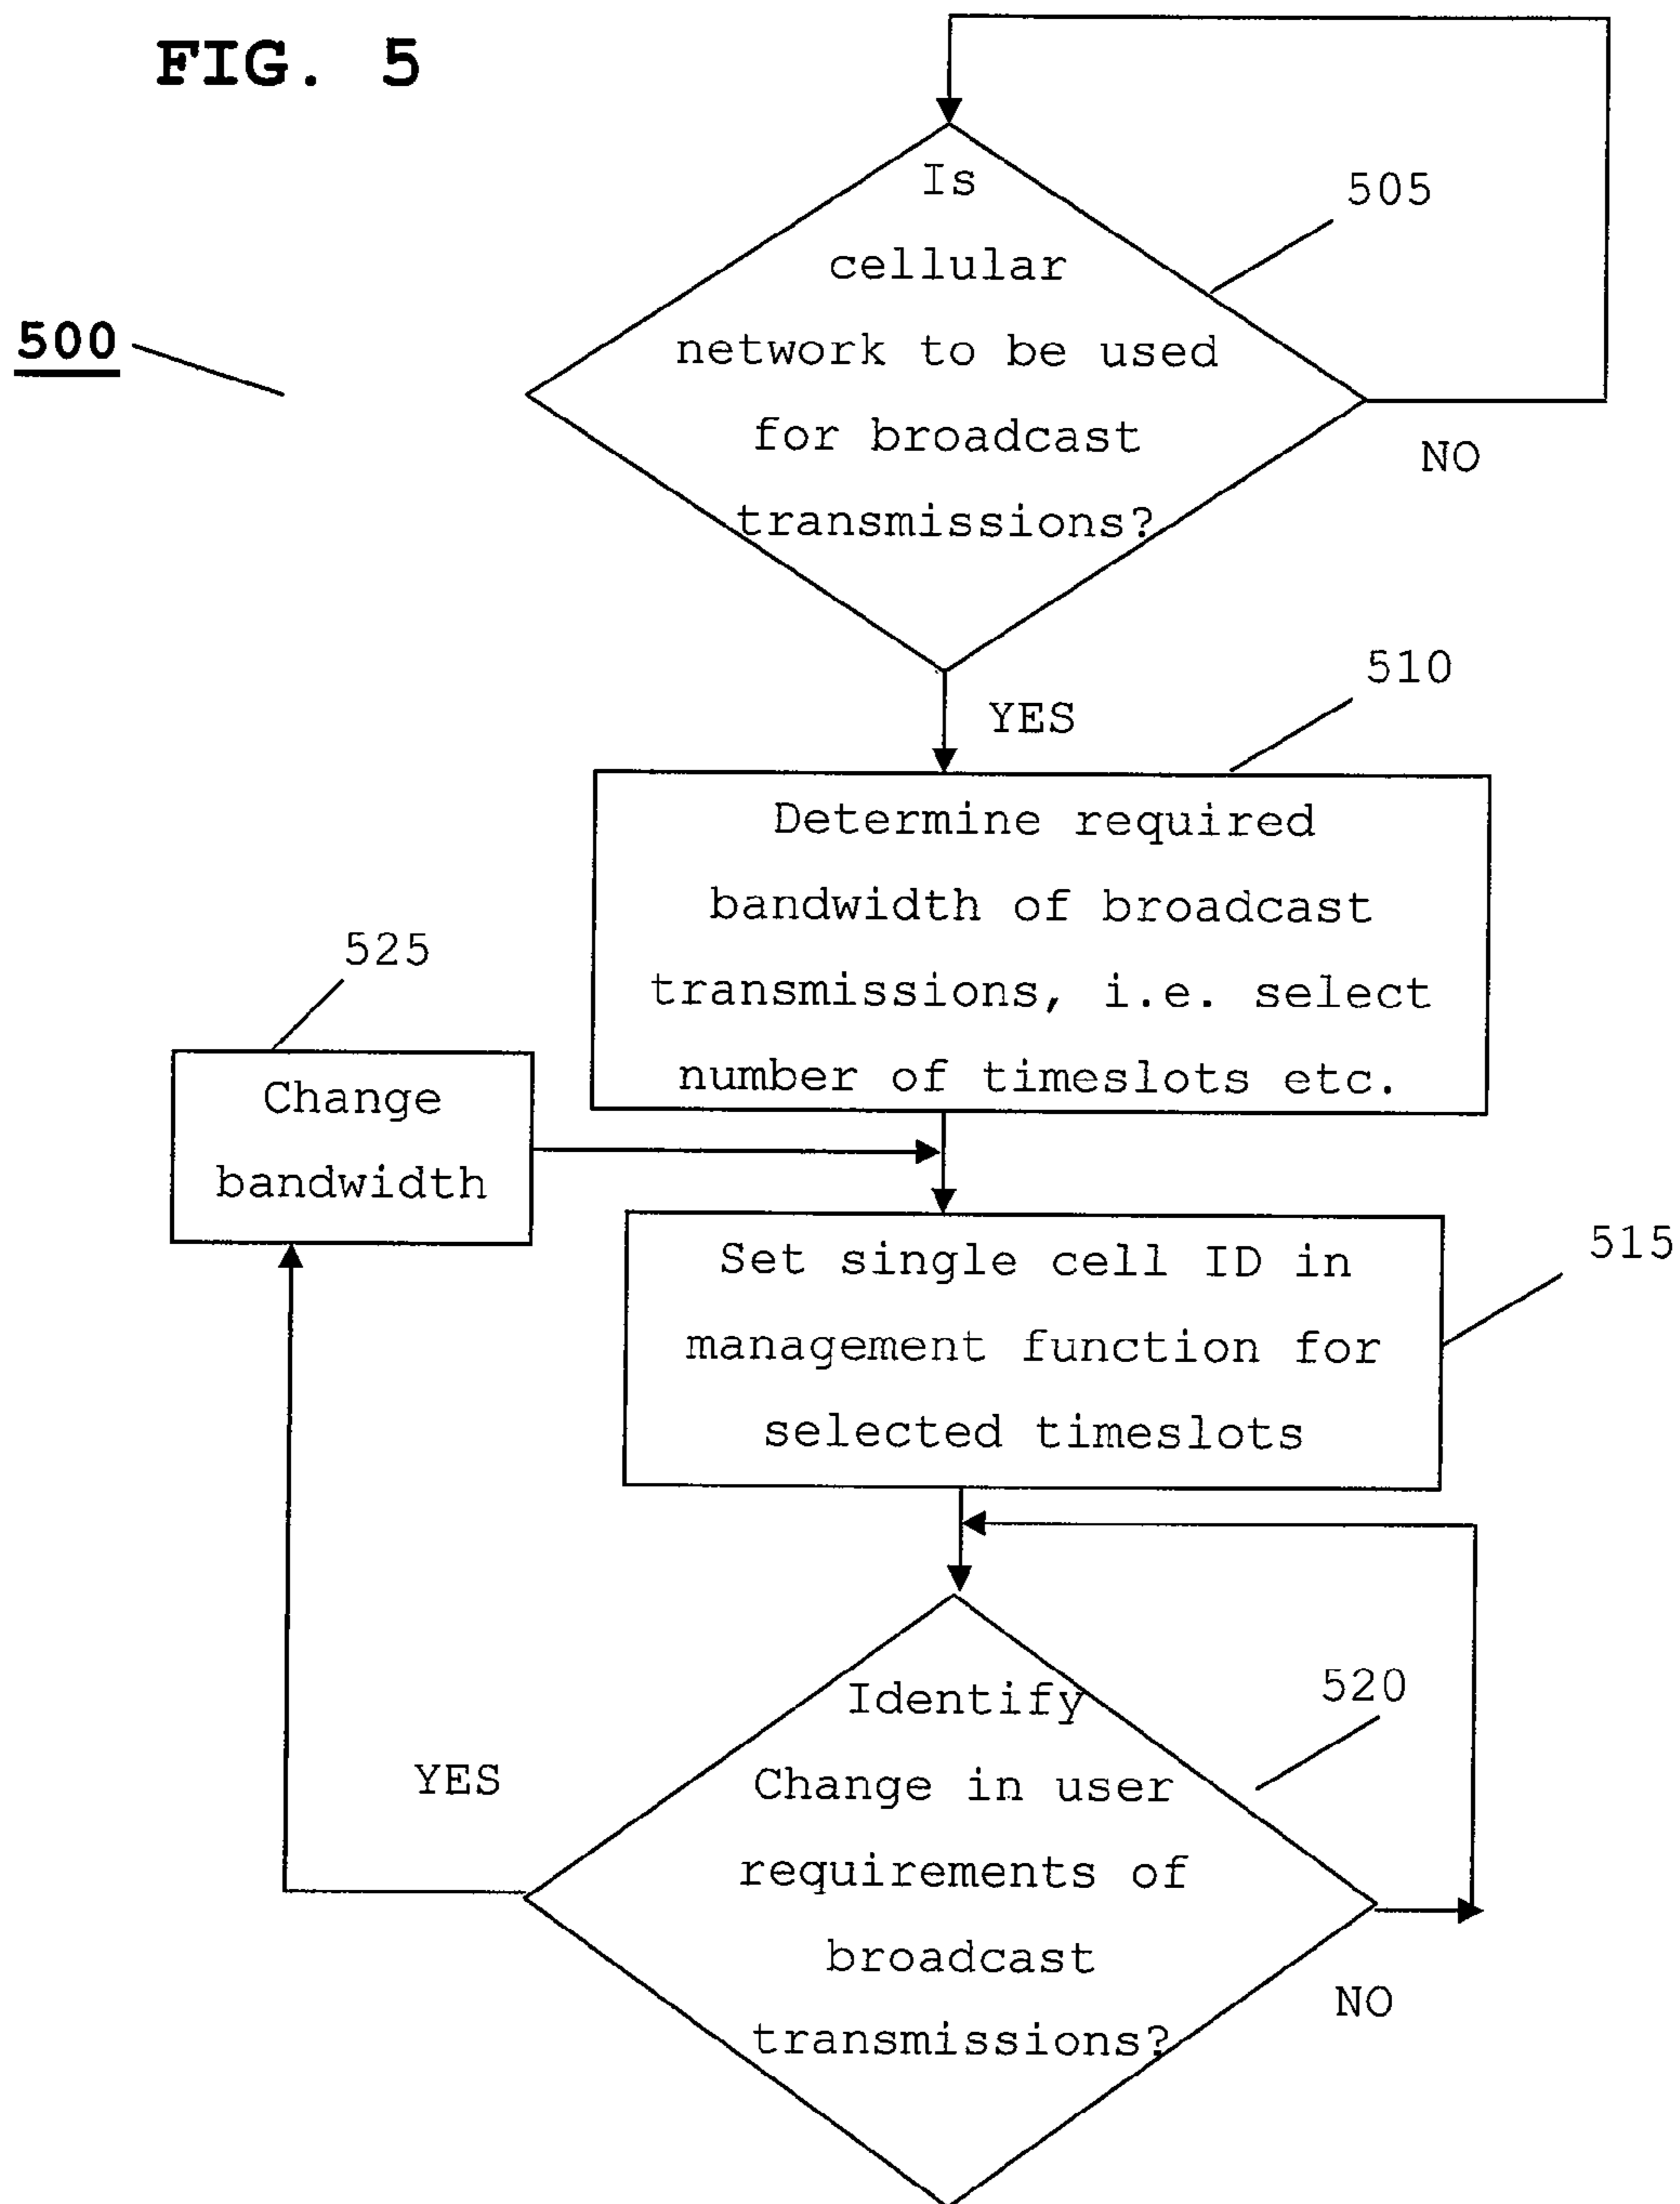 FIG. 5
Is
cellular
network to be used
for broadcast
transmissions?
505
500
NO
YES
510
Determine required
bandwidth of broadcast
transmissions, i.e. select
number of timeslots etc.
525
Change
bandwidth
Set single cell ID in
management function for
selected timeslots
515
Identify
Change in user
requirements of
broadcast
transmissions?
520
YES
NO